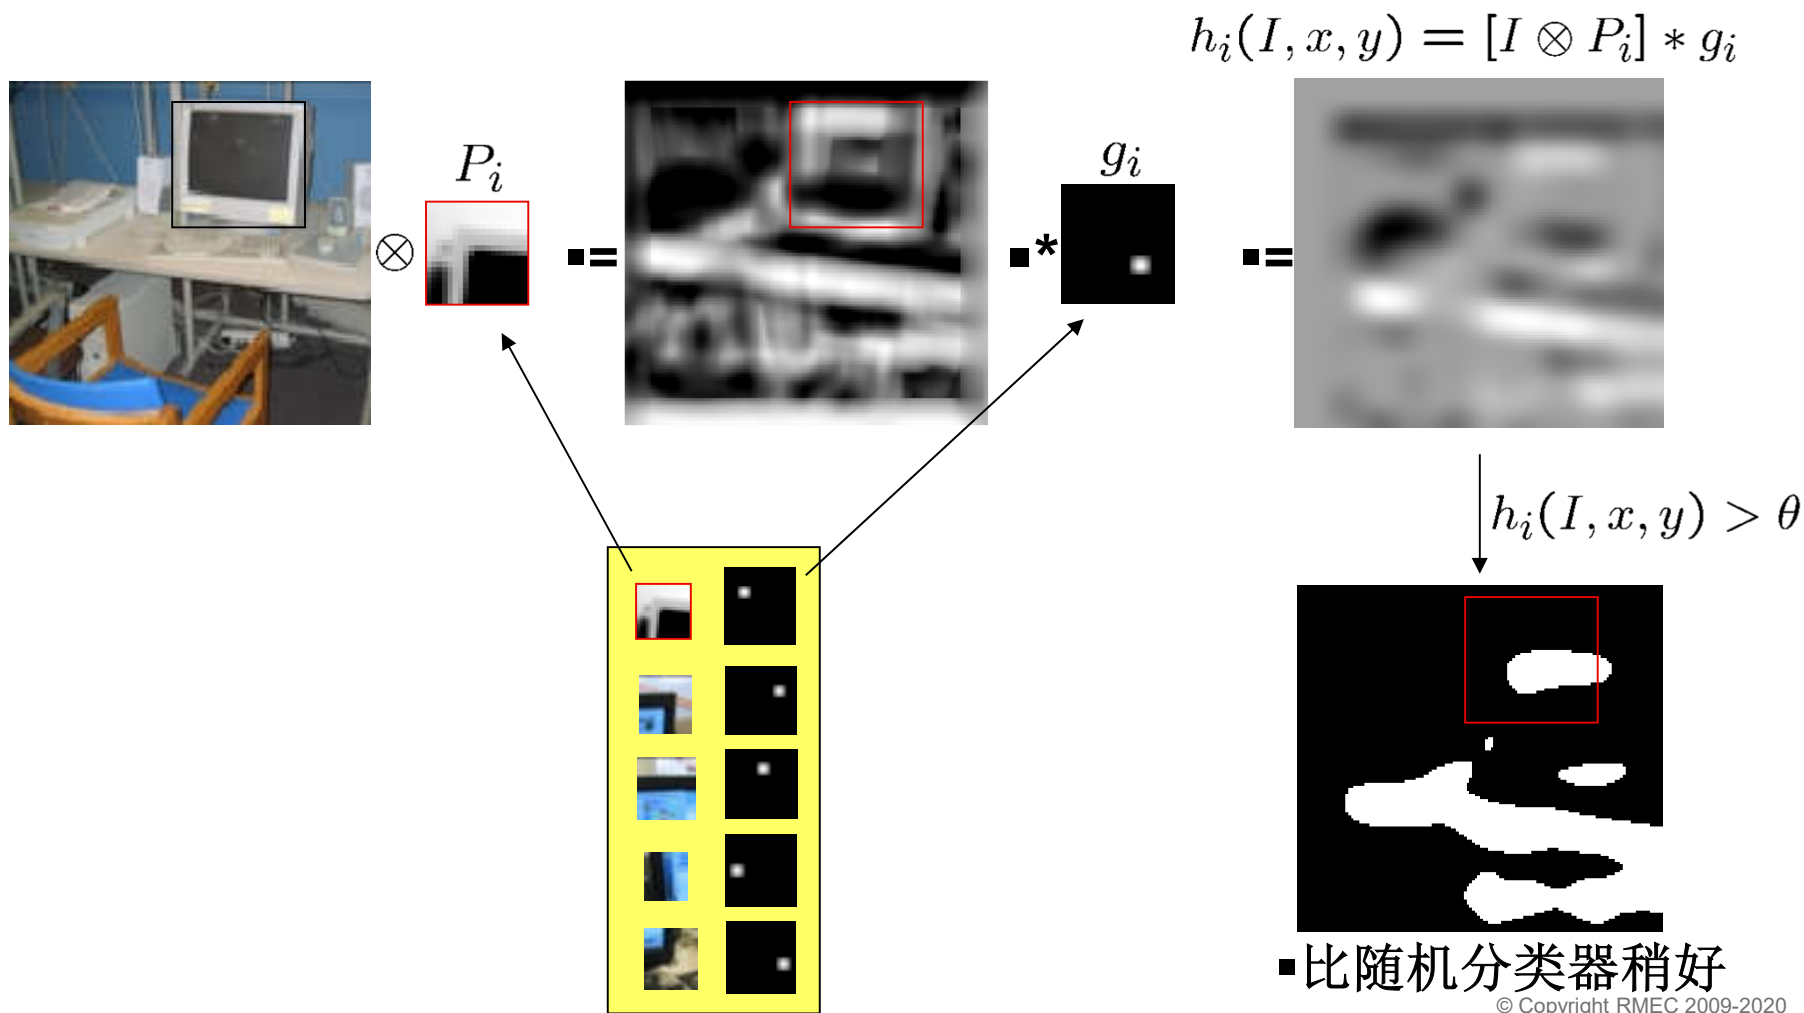 h_i(I, x, y) = [I ⊗ P_i] * g_i
P_i
g_i
⊗
=
*
=
h_i(I, x, y) > θ
比随机分类器稍好
© Copyright RMEC 2009-2020